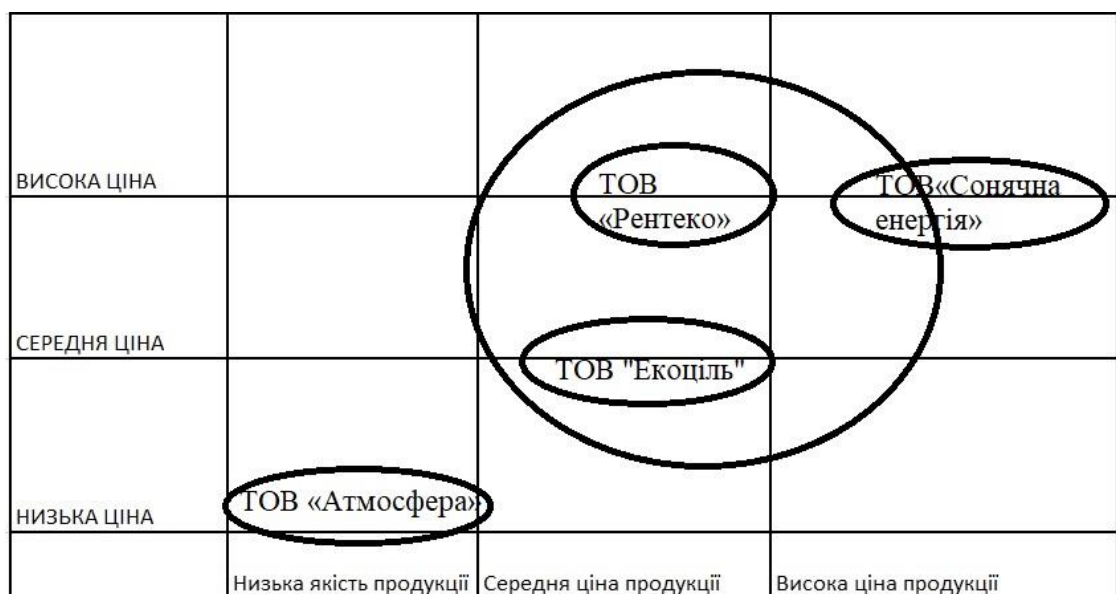 ВИСОКА ЦІНА
ТОВ
«Рентеко»
ТОВ«Сонячна
енергія»
СЕРЕДНЯ ЦІНА
ТОВ "Екоціль"
НИЗЬКА ЦІНА
ТОВ «Атмосфера»
Низька якість продукції
Середня ціна продукції
Висока ціна продукції